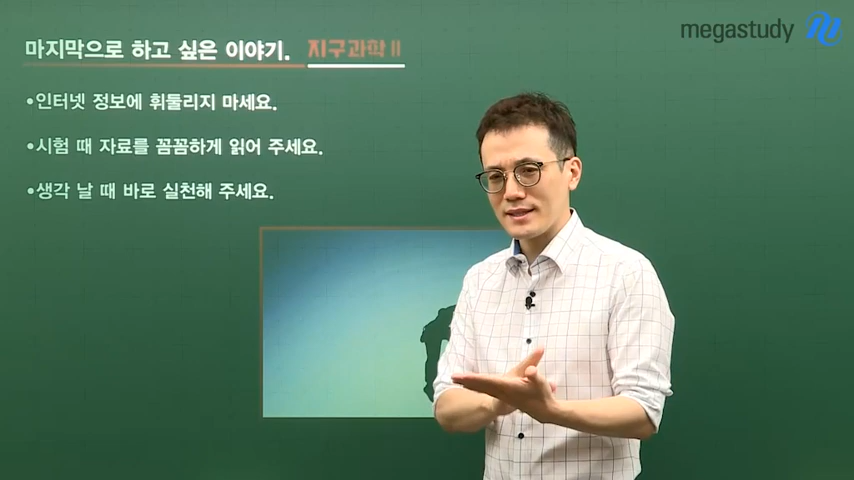 megastudy
마지막으로 하고 싶은 이야기. 지구과학 II
•인터넷 정보에 휘둘리지 마세요.
•시험 때 자료를 꼼꼼하게 읽어 주세요.
•생각 날 때 바로 실천해 주세요.